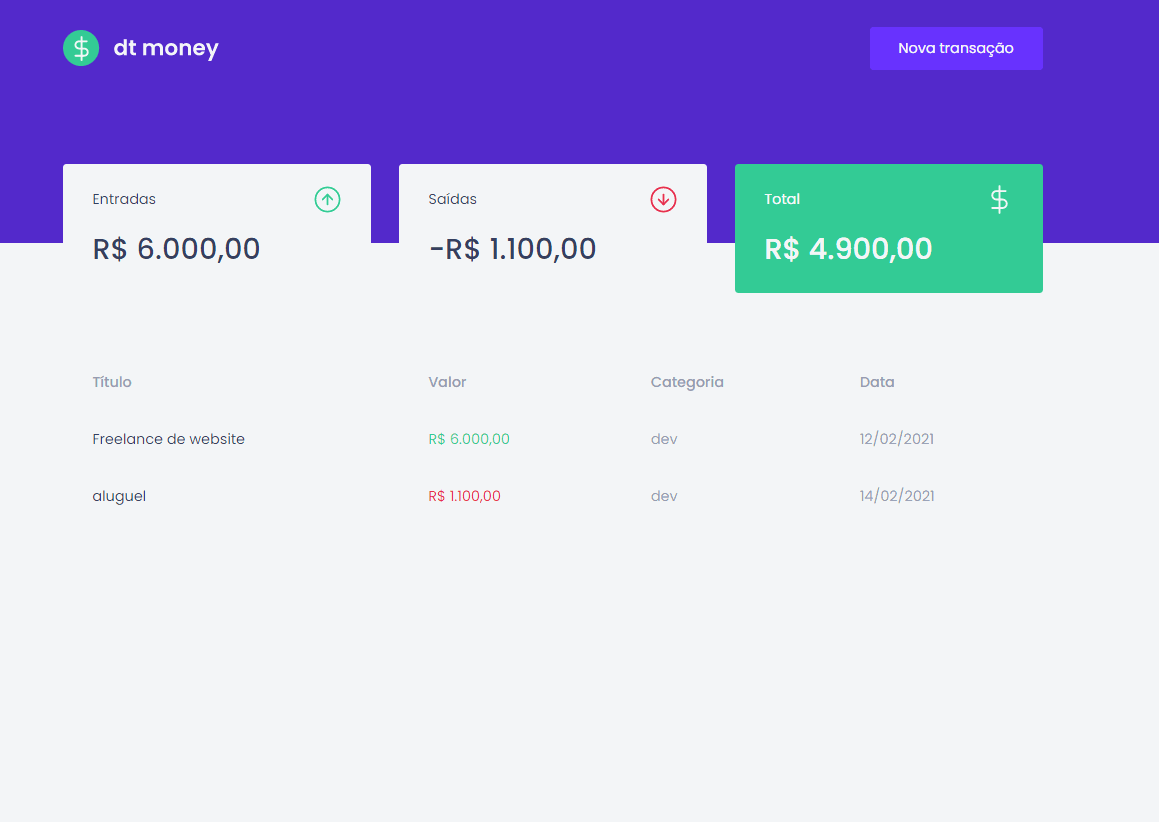 dt money
Nova transação
Entradas
R$ 6.000,00
Saídas
-R$ 1.100,00
Total
R$ 4.900,00
Título Valor Categoria Data
Freelance de website R$ 6.000,00 dev 12/02/2021
aluguel R$ 1.100,00 dev 14/02/2021